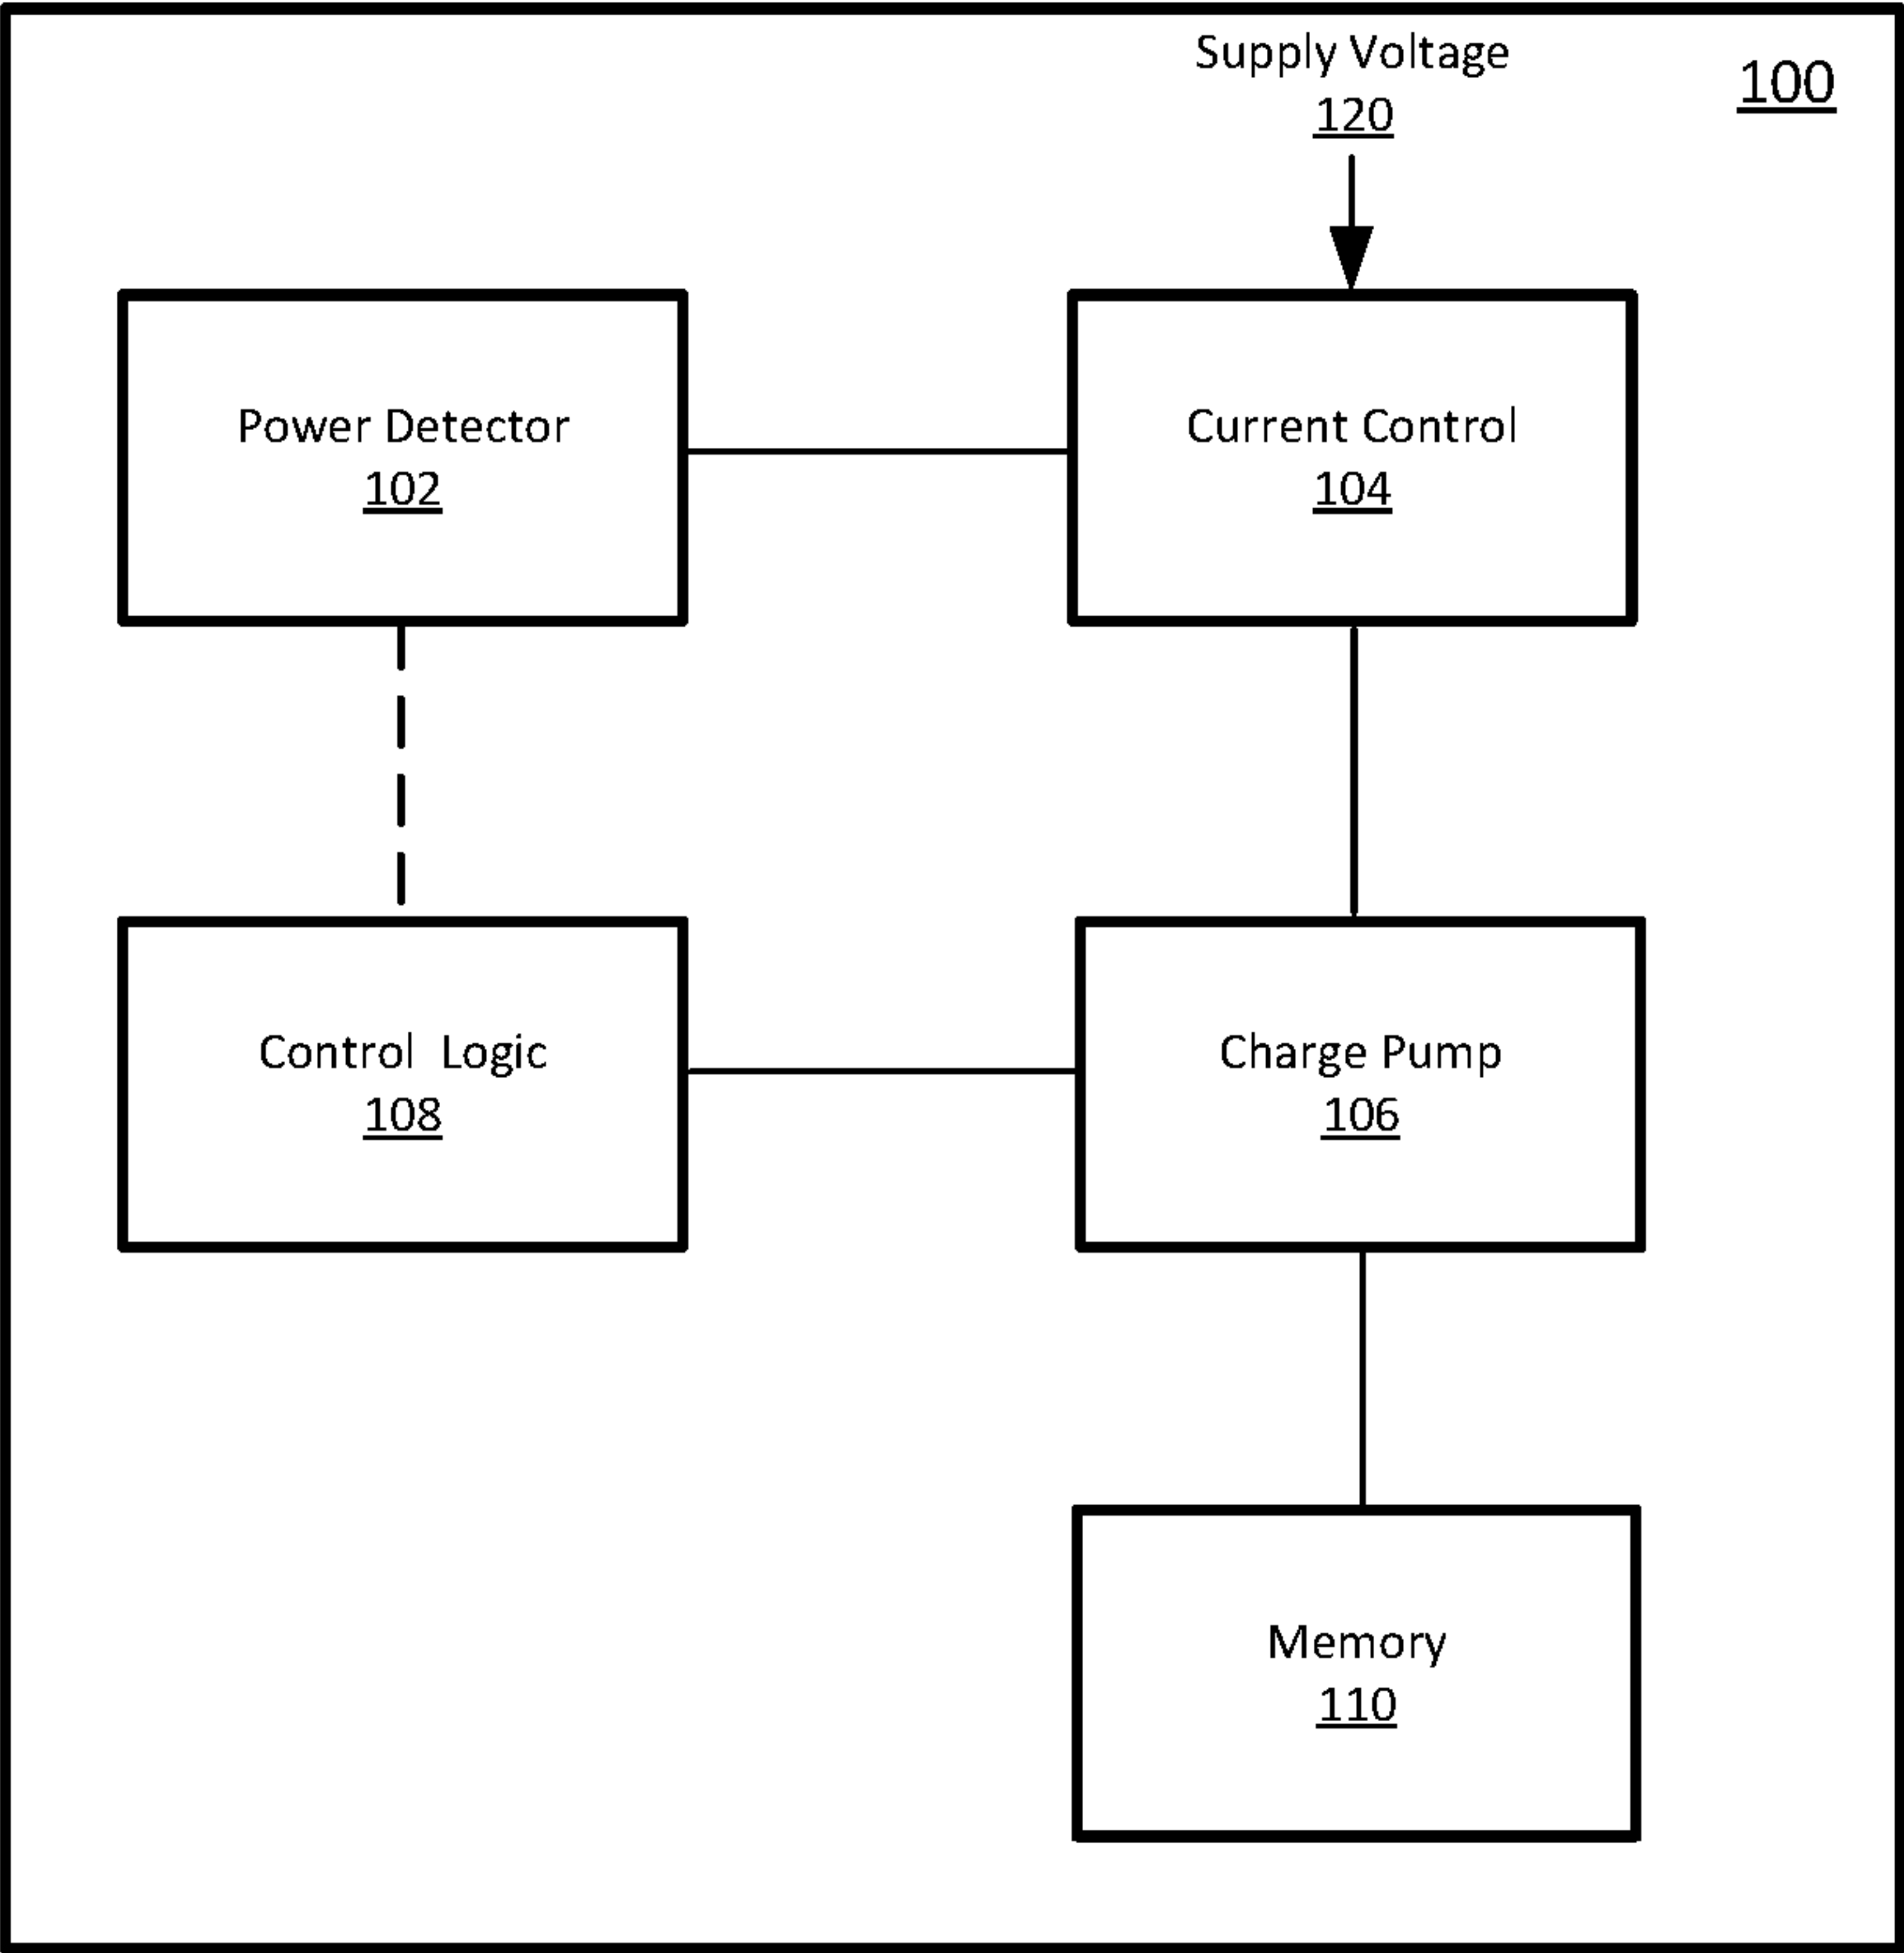 Supply Voltage
120
100
Power Detector
102
Current Control
104
Control Logic
108
Charge Pump
106
Memory
110